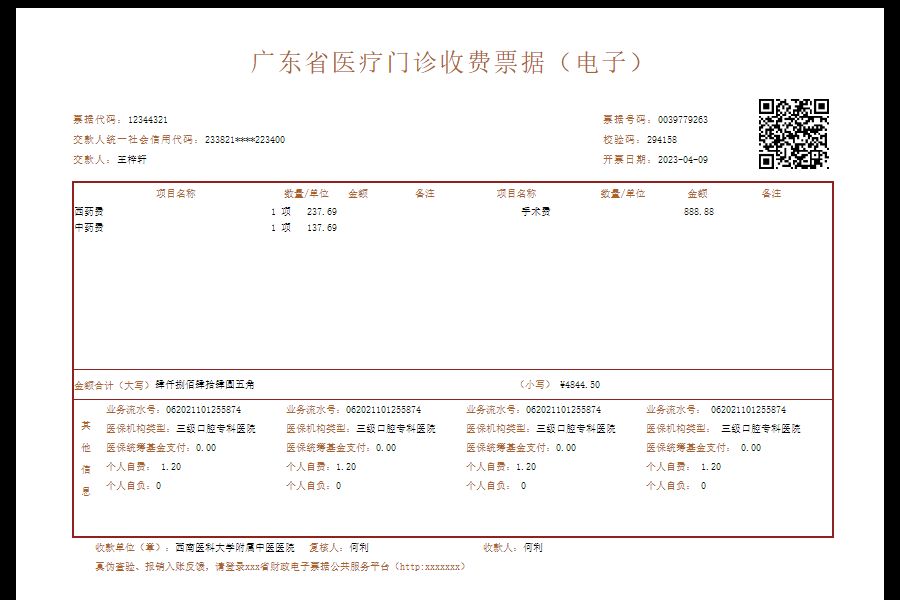 广东省医疗门诊收费票据（电子）
票据代码：12344321 票据号码：0039779263
交款人统一社会信用代码：233821****223400 校验码：294158
交款人：王梓轩 开票日期：2023-04-09
项目名称 数量/单位 金额 备注 项目名称 数量/单位 金额 备注
西药费 1 项 237.69 手术费 888.88
中药费 1 项 137.69
金额合计（大写）肆仟捌佰肆拾肆圆五角 （小写） ¥4844.50
业务流水号：062021101255874 业务流水号：062021101255874 业务流水号：062021101255874 业务流水号： 062021101255874
其他信息
医保机构类型：三级口腔专科医院 医保机构类型：三级口腔专科医院 医保机构类型：三级口腔专科医院 医保机构类型： 三级口腔专科医院
医保统筹基金支付：0.00 医保统筹基金支付：0.00 医保统筹基金支付：0.00 医保统筹基金支付： 0.00
个人自费： 1.20 个人自费：1.20 个人自费：1.20 个人自费： 1.20
个人自负：0 个人自负：0 个人自负： 0 个人自负： 0
收款单位（章）：西南医科大学附属中医医院 复核人：何利 收款人：何利
真伪查验、报销入账反馈，请登录xxx省财政电子票据公共服务平台（http:xxxxxxx）